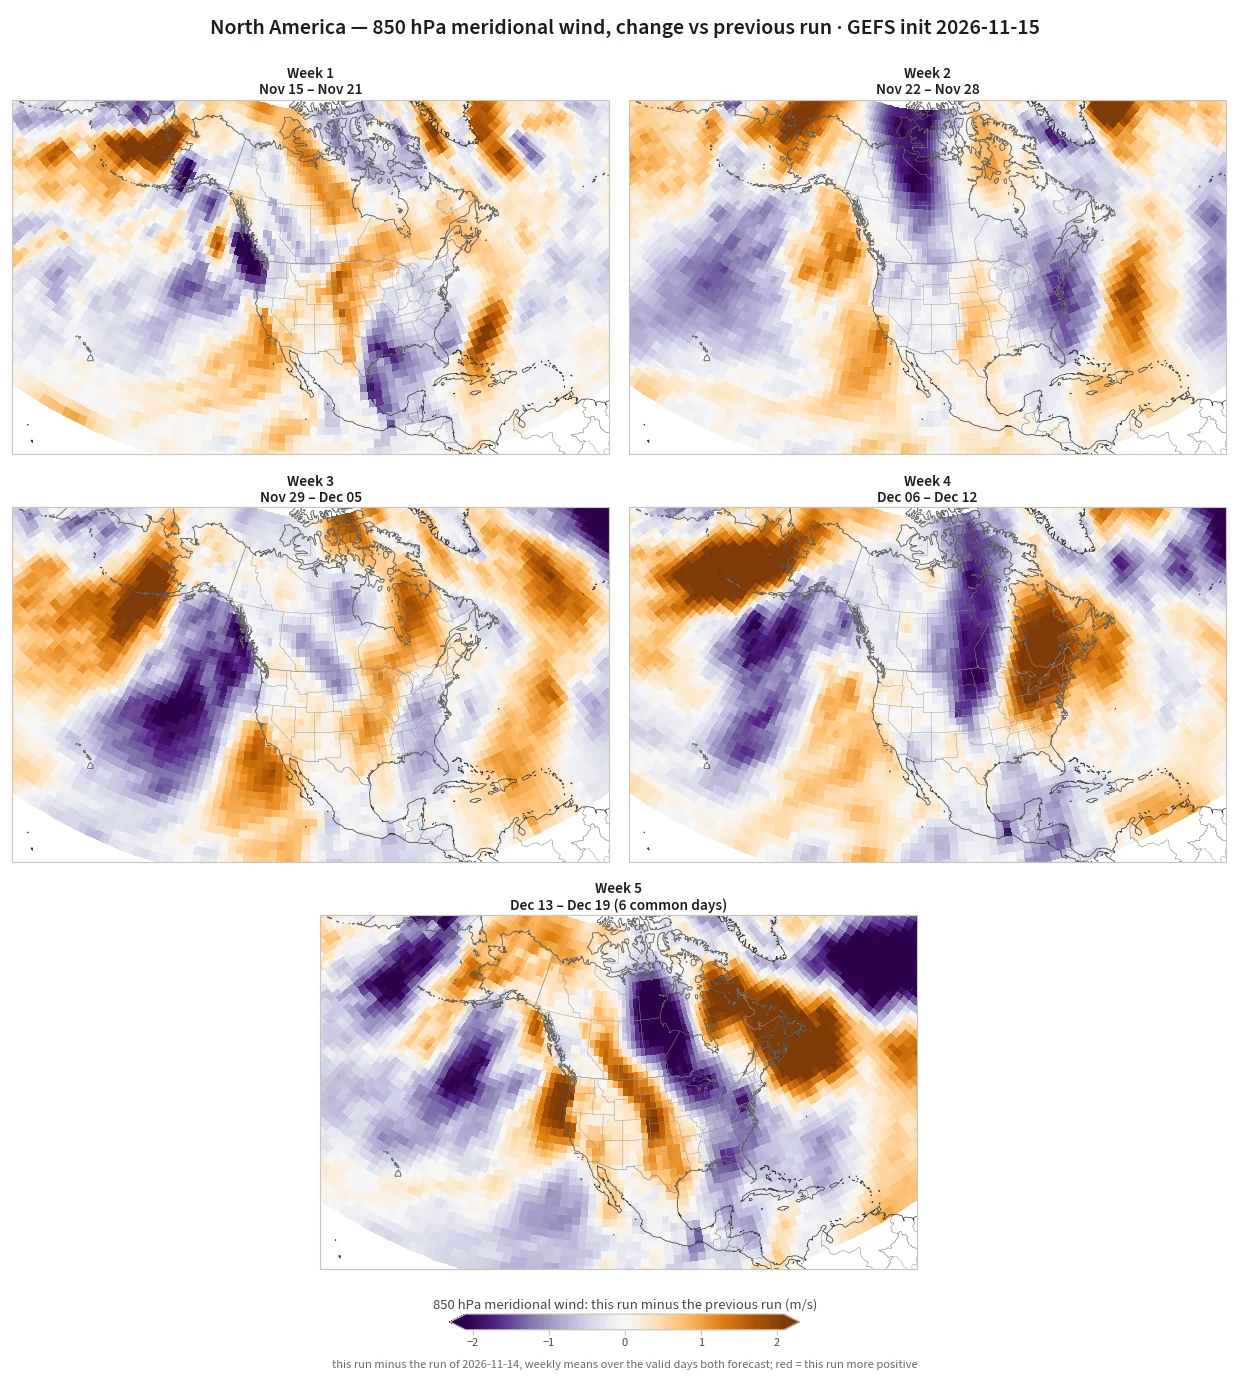 North America — 850 hPa meridional wind, change vs previous run · GEFS init 2026-11-15
Week 1
Nov 15 – Nov 21
Week 2
Nov 22 – Nov 28
Week 3
Nov 29 – Dec 05
Week 4
Dec 06 – Dec 12
Week 5
Dec 13 – Dec 19 (6 common days)
850 hPa meridional wind: this run minus the previous run (m/s)
−2 −1 0 1 2
this run minus the run of 2026-11-14, weekly means over the valid days both forecast; red = this run more positive